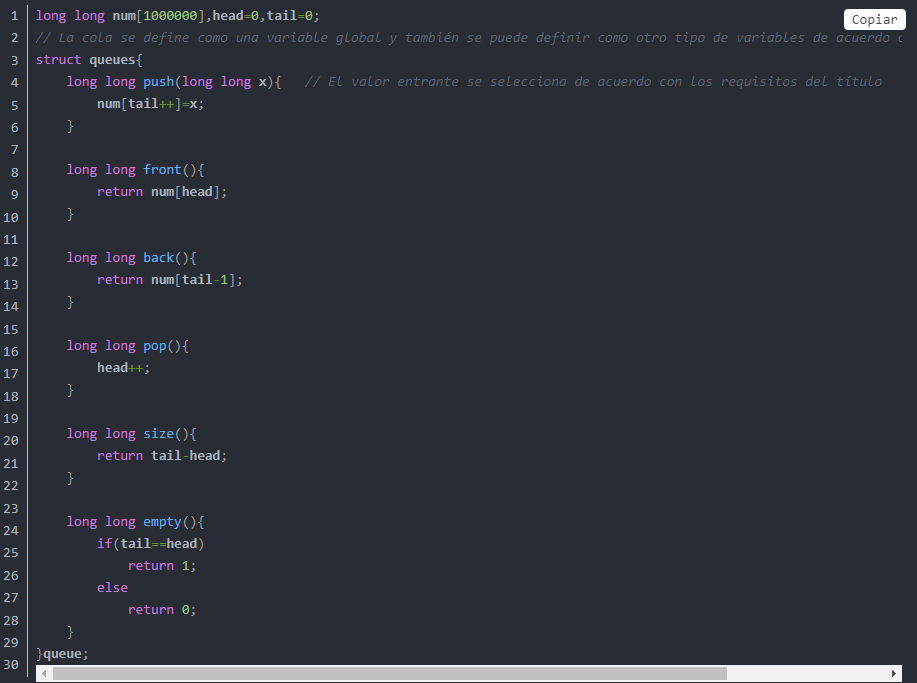 Copiar
1 long long num[1000000],head=0,tail=0;
2 // La cola se define como una variable global y también se puede definir como otro tipo de variables de acuerdo
3 struct queues{
4     long long push(long long x){   // El valor entrante se selecciona de acuerdo con los requisitos del título
5         num[tail++]=x;
6     }
7
8     long long front(){
9         return num[head];
10     }
11
12     long long back(){
13         return num[tail-1];
14     }
15
16     long long pop(){
17         head++;
18     }
19
20     long long size(){
21         return tail-head;
22     }
23
24     long long empty(){
25         if(tail==head)
26             return 1;
27         else
28             return 0;
29     }
30 }queue;